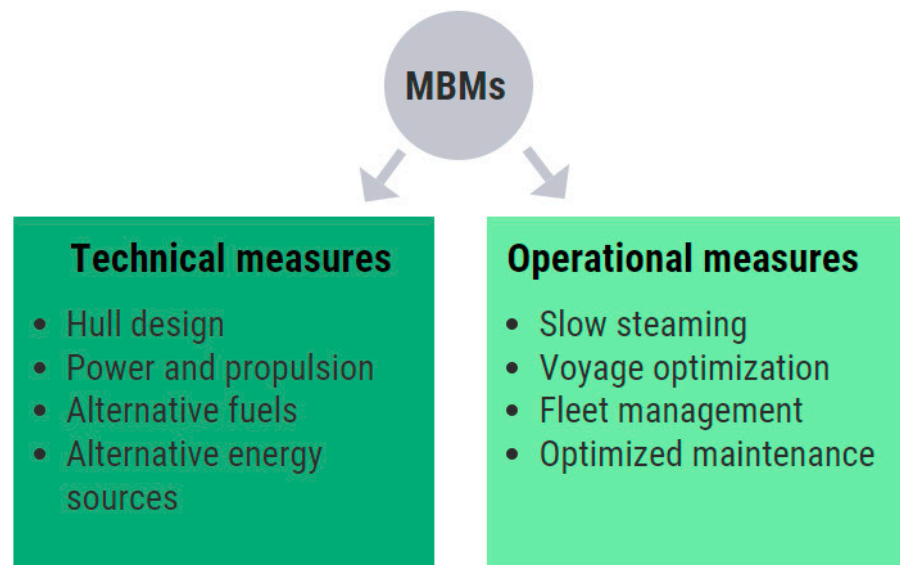 MBMs
Technical measures
• Hull design
• Power and propulsion
• Alternative fuels
• Alternative energy
sources
Operational measures
• Slow steaming
• Voyage optimization
• Fleet management
• Optimized maintenance